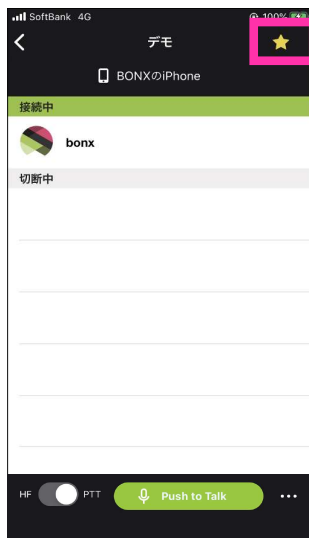 SoftBank 4G 100%
デモ
BONXのiPhone
接続中
bonx
切断中
HF PTT Push to Talk